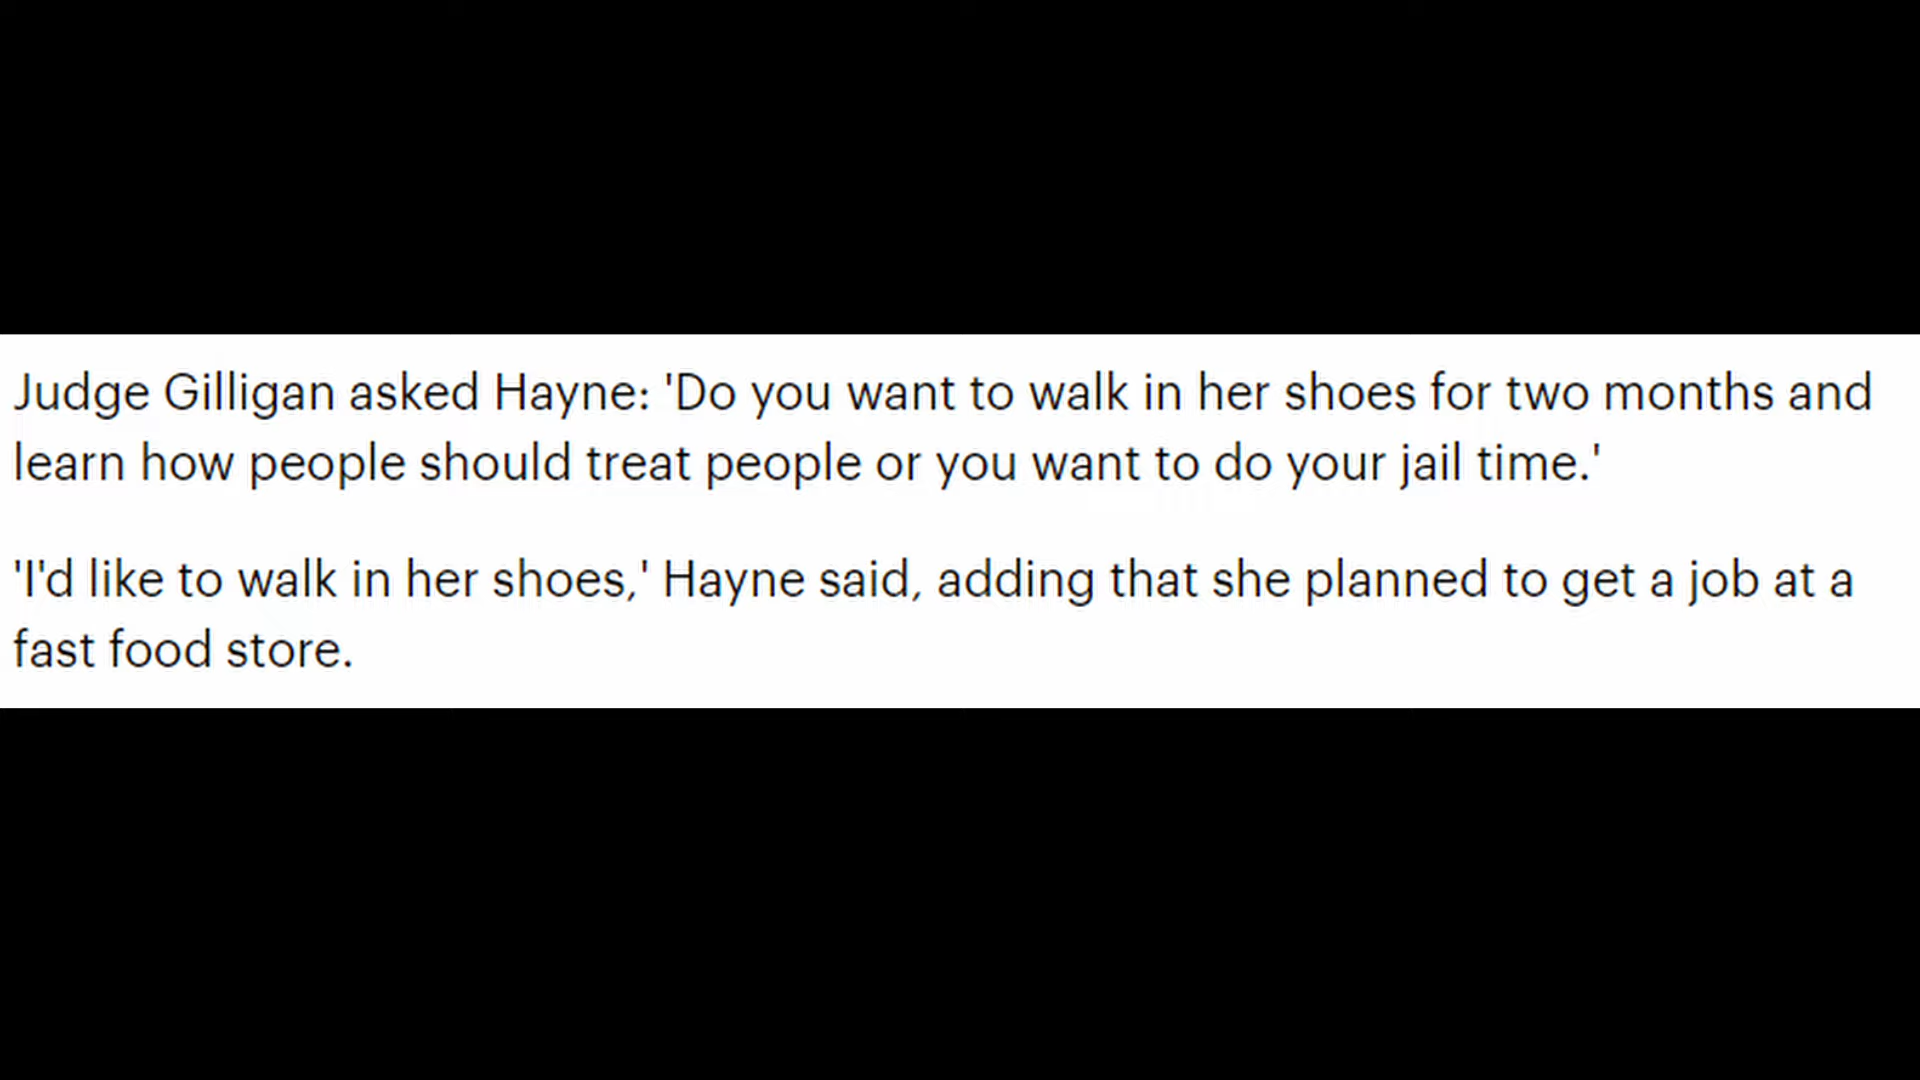 Judge Gilligan asked Hayne: 'Do you want to walk in her shoes for two months and
learn how people should treat people or you want to do your jail time.'
'I'd like to walk in her shoes,' Hayne said, adding that she planned to get a job at a
fast food store.